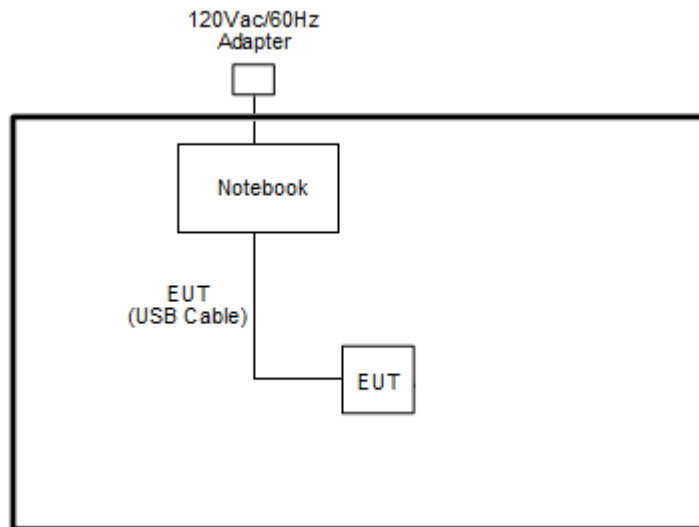 120Vac/60Hz
Adapter
Notebook
EUT
(USB Cable)
EUT